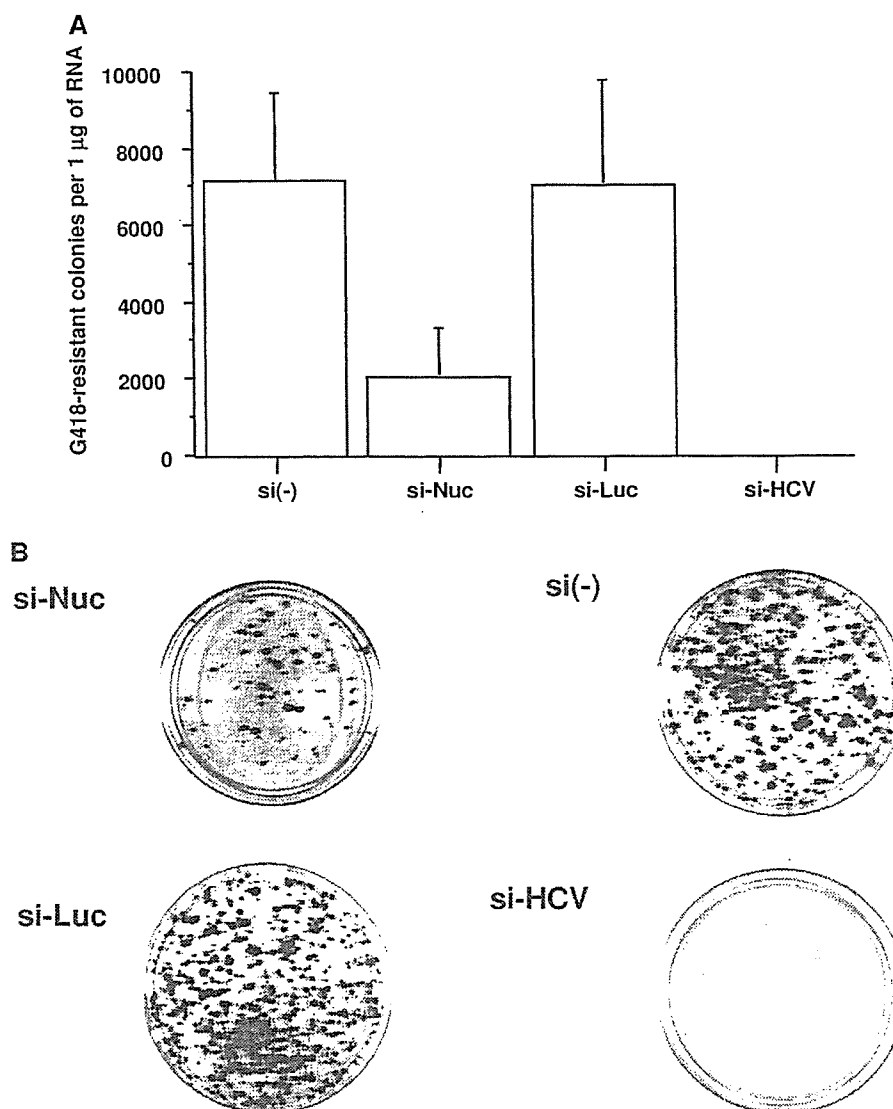 A
G418-resistant colonies per 1 µg of RNA
10000
8000
6000
4000
2000
0
si(-)
si-Nuc
si-Luc
si-HCV
B
si-Nuc
si(-)
si-Luc
si-HCV